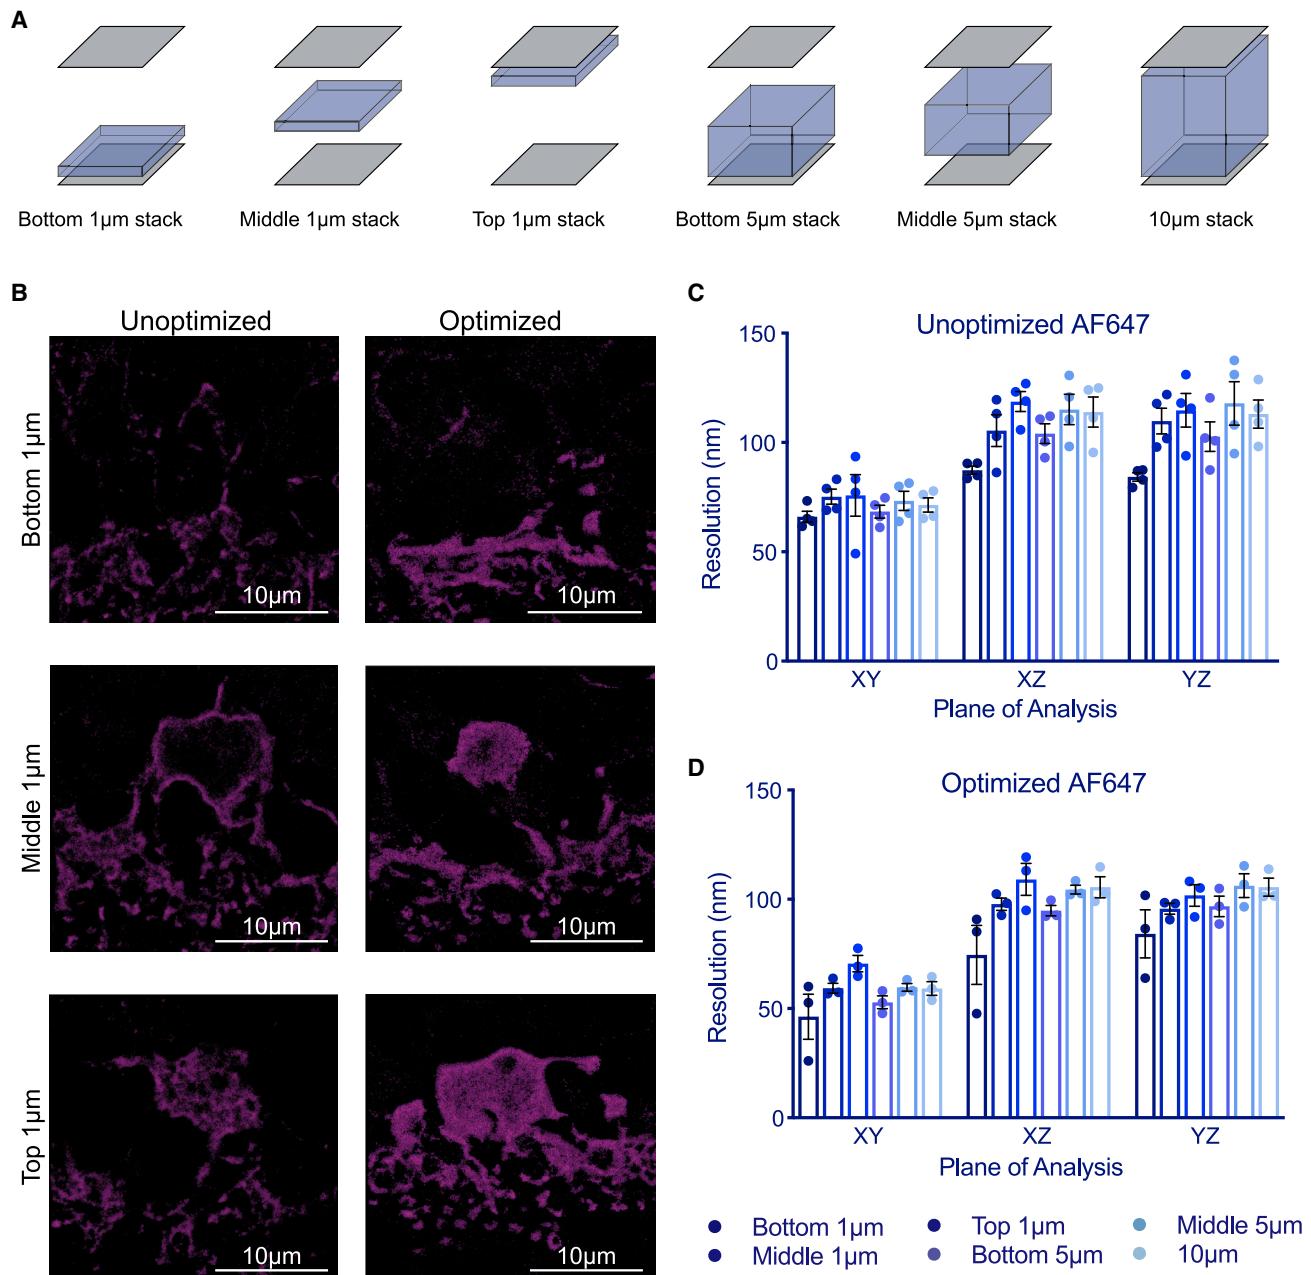 A
Bottom 1µm stack
Middle 1µm stack
Top 1µm stack
Bottom 5µm stack
Middle 5µm stack
10µm stack
B
Unoptimized
Optimized
Bottom 1µm
10µm
10µm
Middle 1µm
10µm
10µm
Top 1µm
10µm
10µm
C
Unoptimized AF647
Resolution (nm)
150
100
50
0
XY
XZ
YZ
Plane of Analysis
D
Optimized AF647
Resolution (nm)
150
100
50
0
XY
XZ
YZ
Plane of Analysis
Bottom 1µm
Top 1µm
Middle 5µm
Middle 1µm
Bottom 5µm
10µm